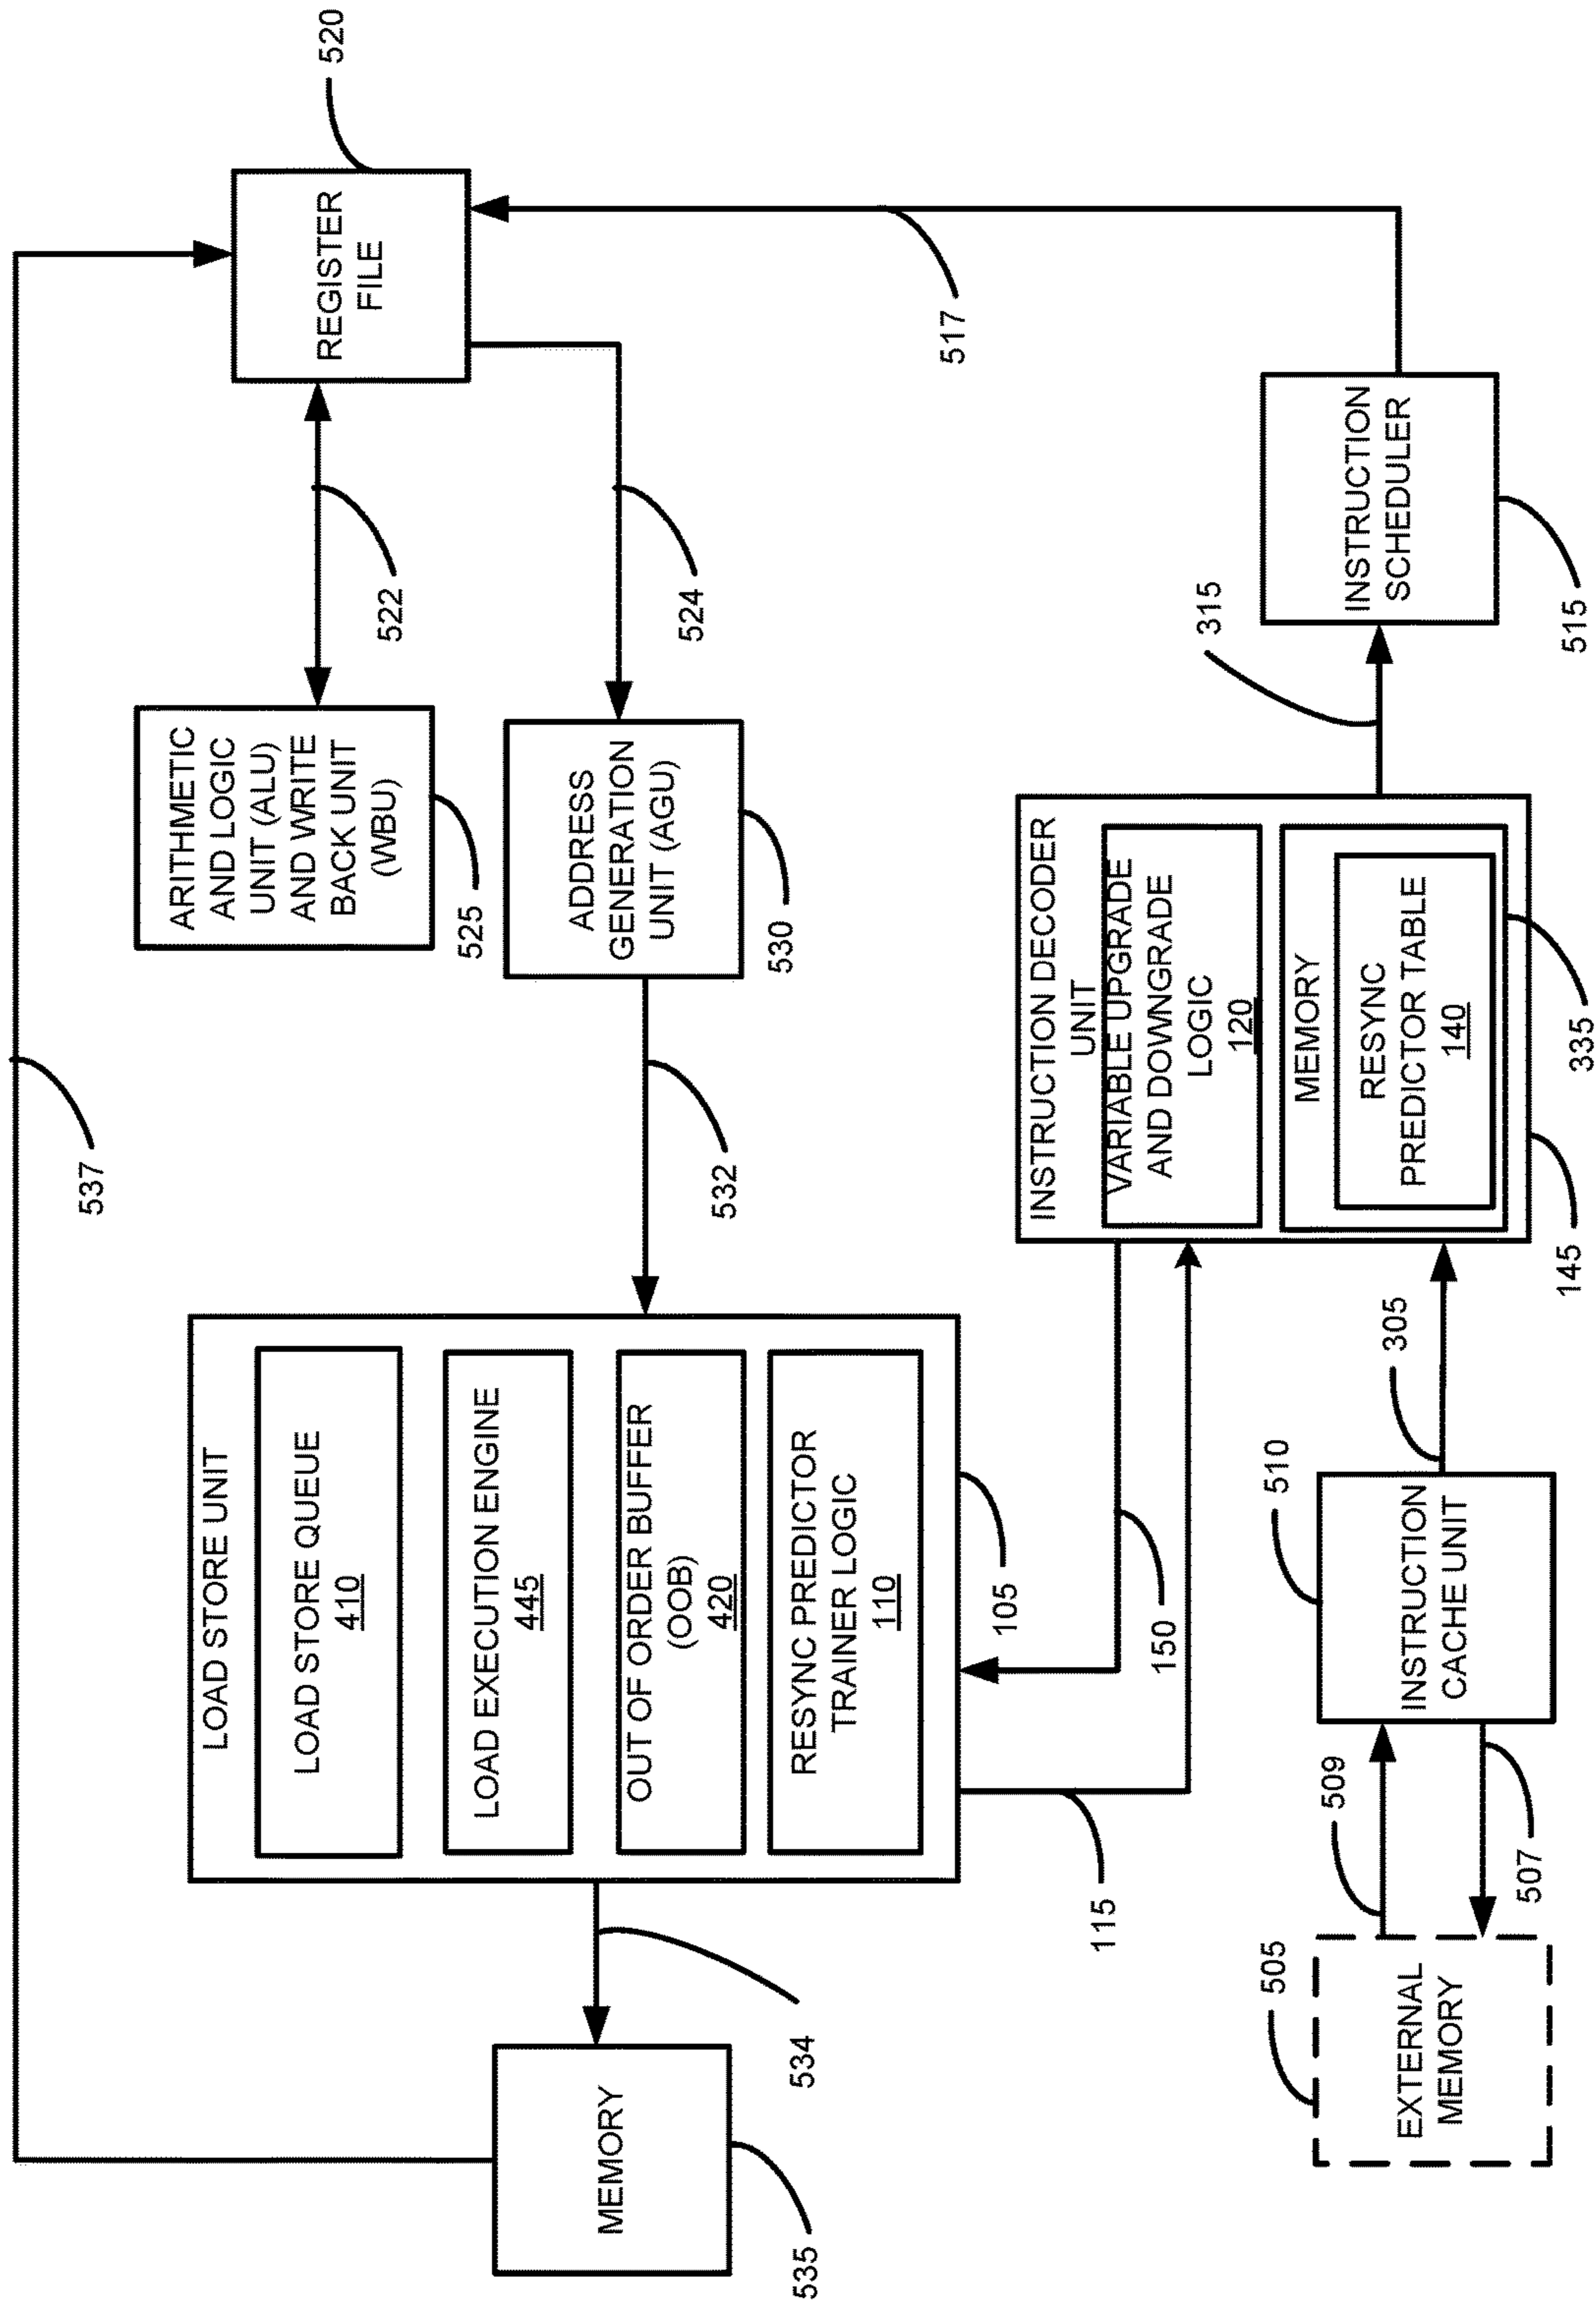 537
MEMORY
535
534
LOAD STORE UNIT
LOAD STORE QUEUE
410
LOAD EXECUTION ENGINE
445
OUT OF ORDER BUFFER
(OOB)
420
RESYNC PREDICTOR
TRAINER LOGIC
110
105
532
ARITHMETIC
AND LOGIC
UNIT (ALU)
AND WRITE
BACK UNIT
(WBU)
525
ADDRESS
GENERATION
UNIT (AGU)
530
522
524
REGISTER
FILE
520
517
115
150
EXTERNAL
MEMORY
505
509
507
INSTRUCTION
CACHE UNIT
510
305
INSTRUCTION DECODER
UNIT
VARIABLE UPGRADE
AND DOWNGRADE
LOGIC
120
MEMORY
RESYNC
PREDICTOR TABLE
140
335
145
315
INSTRUCTION
SCHEDULER
515